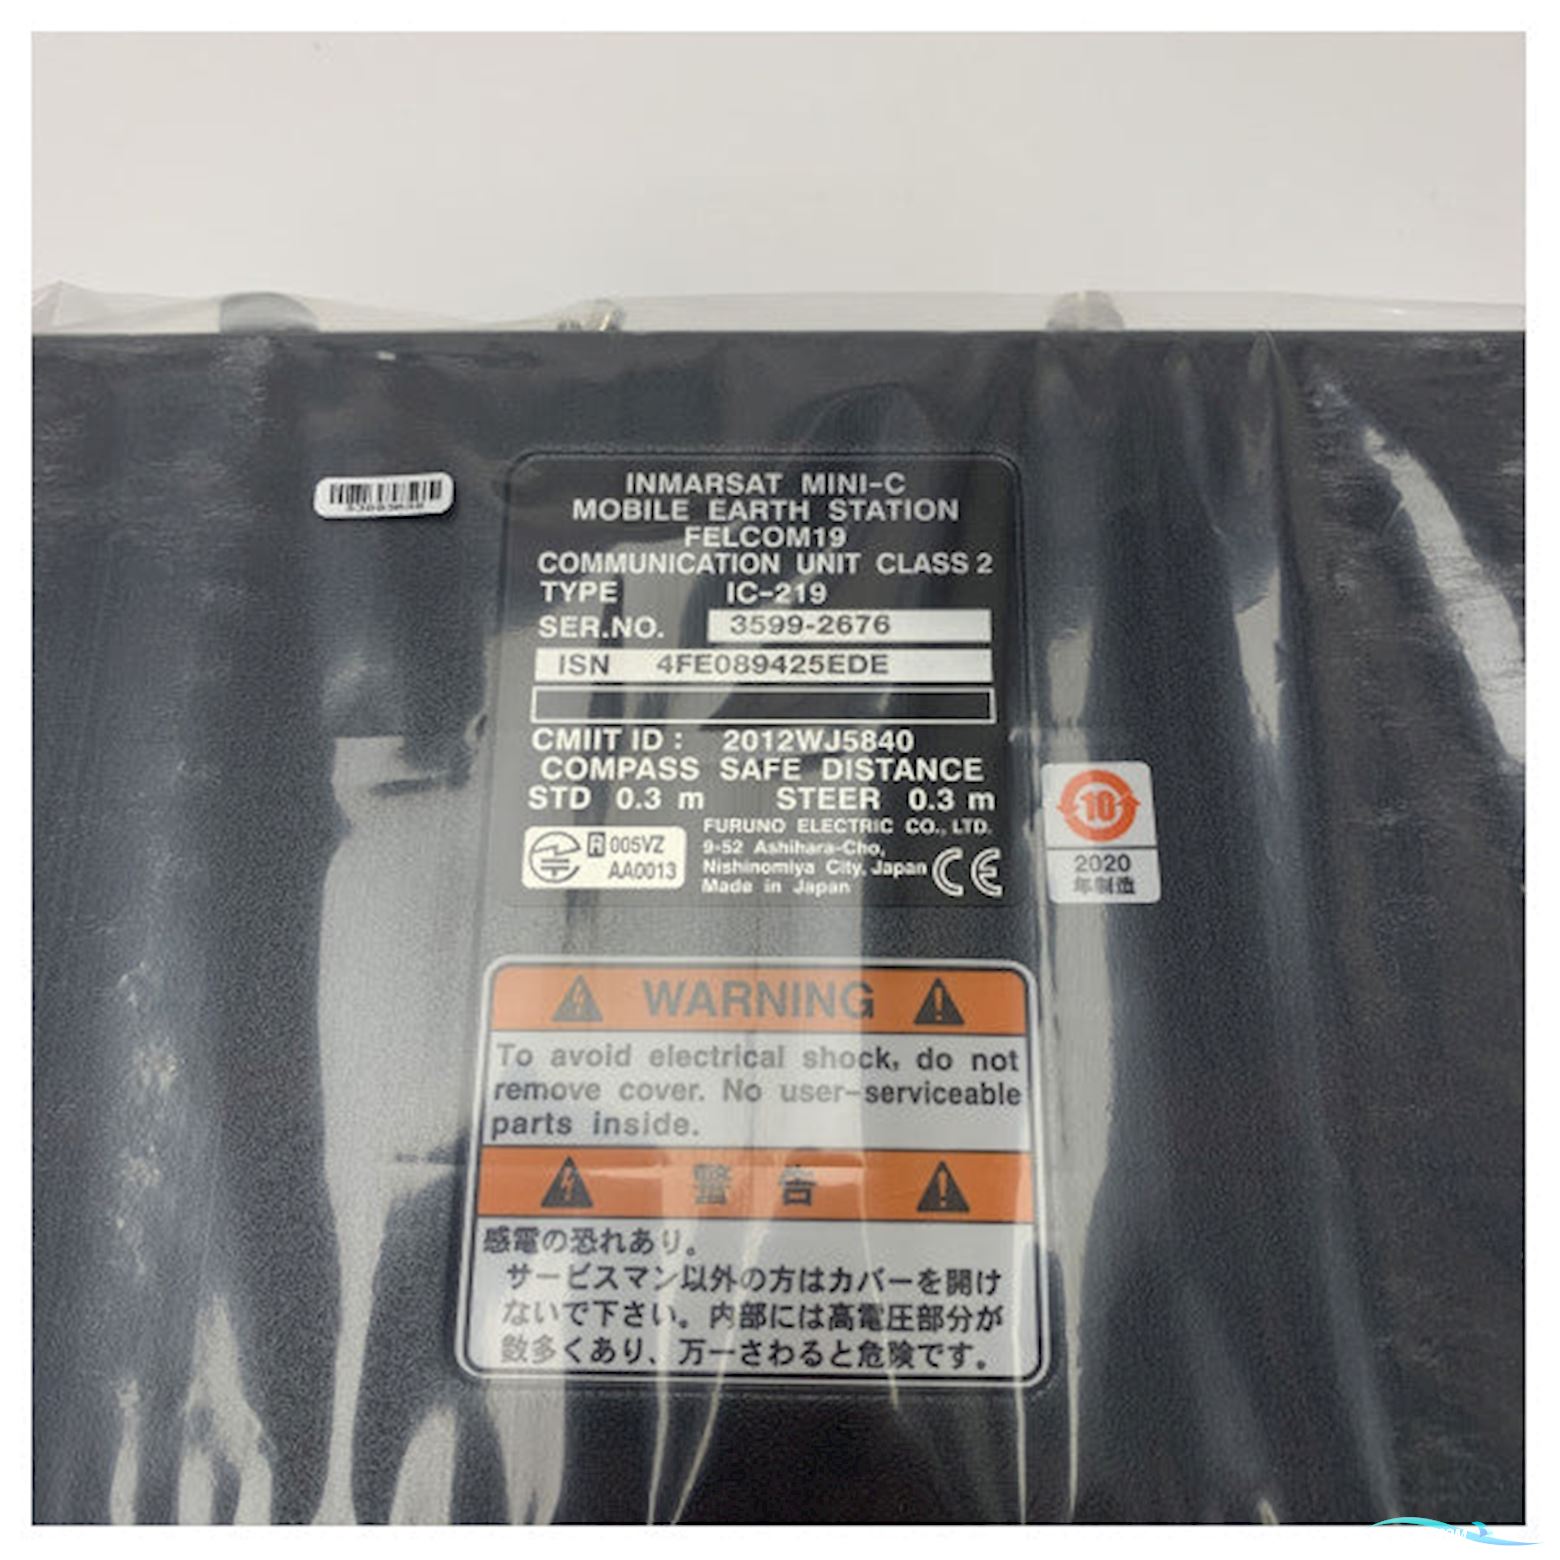 INMARSAT MINI-C
MOBILE EARTH STATION
FELCOM19
COMMUNICATION UNIT CLASS 2
TYPE IC-219
SER.NO. 3599-2676
ISN 4FE089425EDE
CMIIT ID : 2012WJ5840
COMPASS SAFE DISTANCE
STD 0.3 m STEER 0.3 m
FURUNO ELECTRIC CO., LTD.
9-52 Ashihara-Cho,
Nishinomiya City, Japan
Made in Japan
R 005VZ
AA0013
CE
10
2020
年制造
WARNING
To avoid electrical shock, do not
remove cover. No user-serviceable
parts inside.
警 告
感電の恐れあり。
サービスマン以外の方はカバーを開け
ないで下さい。内部には高電圧部分が
数多くあり、万一さわると危険です。